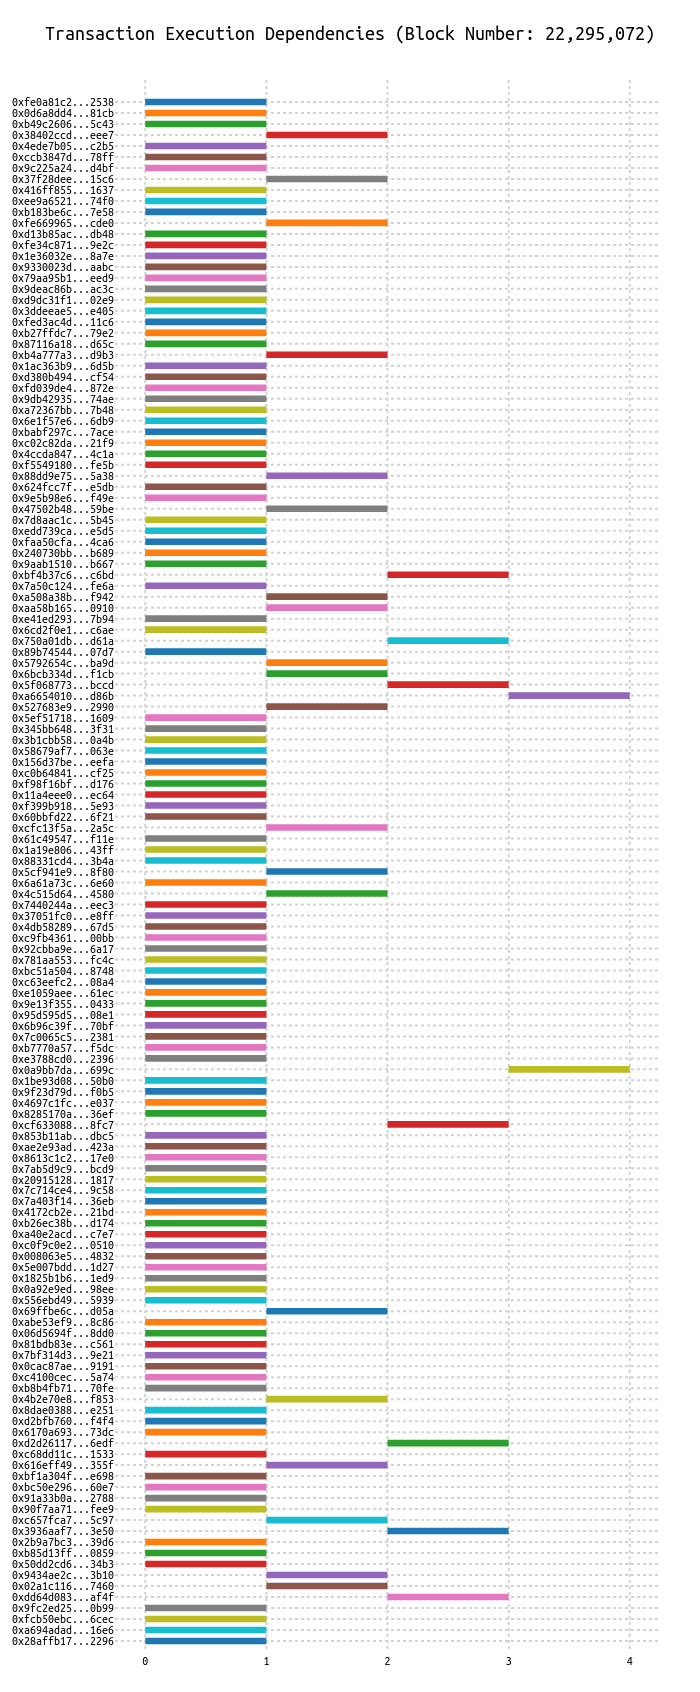 Transaction Execution Dependencies (Block Number: 22,295,072)
0xfe0a81c2...2538
0x0d6a8dd4...81cb
0xb49c2606...5c43
0x38402ccd...eee7
0x4ede7b05...c2b5
0xccb3847d...78ff
0x9c225a24...d4bf
0x37f28dee...15c6
0x416ff855...1637
0xee9a6521...74f0
0xb183be6c...7e58
0xfe669965...cde0
0xd13b85ac...db48
0xfe34c871...9e2c
0x1e36032e...8a7e
0x9330023d...aabc
0x79aa95b1...eed9
0x9deac86b...ac3c
0xd9dc31f1...02e9
0x3ddeeae5...e405
0xfed3ac4d...11c6
0xb27ffdc7...79e2
0x87116a18...d65c
0xb4a777a3...d9b3
0x1ac363b9...6d5b
0xd380b494...cf54
0xfd039de4...872e
0x9db42935...74ae
0xa72367bb...7b48
0x6e1f57e6...6db9
0xbabf297c...7ace
0xc02c82da...21f9
0x4ccda847...4c1a
0xf5549180...fe5b
0x88dd9e75...5a38
0x624fcc7f...e5db
0x9e5b98e6...f49e
0x47502b48...59be
0x7d8aac1c...5b45
0xedd739ca...e5d5
0xfaa50cfa...4ca6
0x240730bb...b689
0x9aab1510...b667
0xbf4b37c6...c6bd
0x7a50c124...fe6a
0xa508a38b...f942
0xaa58b165...0910
0xe41ed293...7b94
0x6cd2f0e1...c6ae
0x750a01db...d61a
0x89b74544...07d7
0x5792654c...ba9d
0x6bcb334d...f1cb
0x5f068773...bccd
0xa6654010...d86b
0x527683e9...2990
0x5ef51718...1609
0x345bb648...3f31
0x3b1cbb58...0a4b
0x58679af7...063e
0x156d37be...eefa
0xc0b64841...cf25
0xf98f16bf...d176
0x11a4eee0...ec64
0xf399b918...5e93
0x60bbfd22...6f21
0xcfc13f5a...2a5c
0x61c49547...f11e
0x1a19e806...43ff
0x88331cd4...3b4a
0x5cf941e9...8f80
0x6a61a73c...6e60
0x4c515d64...4580
0x7440244a...eec3
0x37051fc0...e8ff
0x4db58289...67d5
0xc9fb4361...00bb
0x92cbba9e...6a17
0x781aa553...fc4c
0xbc51a504...8748
0xc63eefc2...08a4
0xe1059aee...61ec
0x9e13f355...0433
0x95d595d5...08e1
0x6b96c39f...70bf
0x7c0065c5...2381
0xb7770a57...f5dc
0xe3788cd0...2396
0x0a9bb7da...699c
0x1be93d08...50b0
0x9f23d79d...f0b5
0x4697c1fc...e037
0x8285170a...36ef
0xcf633088...8fc7
0x853b11ab...dbc5
0xae2e93ad...423a
0x8613c1c2...17e0
0x7ab5d9c9...bcd9
0x20915128...1817
0x7c714ce4...9c58
0x7a403f14...36eb
0x4172cb2e...21bd
0xb26ec38b...d174
0xa40e2acd...c7e7
0xc0f9c0e2...0510
0x008063e5...4832
0x5e007bdd...1d27
0x1825b1b6...1ed9
0x0a92e9ed...98ee
0x556ebd49...5939
0x69ffbe6c...d05a
0xabe53ef9...8c86
0x06d5694f...8dd0
0x81bdb83e...c561
0x7bf314d3...9e21
0x0cac87ae...9191
0xc4100cec...5a74
0xb8b4fb71...70fe
0x4b2e70e8...f853
0x8dae0388...e251
0xd2bfb760...f4f4
0x6170a693...73dc
0xd2d26117...6edf
0xc68dd11c...1533
0x616eff49...355f
0xbf1a304f...e698
0xbc50e296...60e7
0x91a33b0a...2788
0x90f7aa71...fee9
0xc657fca7...5c97
0x3936aaf7...3e50
0x2b9a7bc3...39d6
0xb85d13ff...0859
0x50dd2cd6...34b3
0x9434ae2c...3b10
0x02a1c116...7460
0xdd64d083...af4f
0x9fc2ed25...0b99
0xfcb50ebc...6cec
0xa694adad...16e6
0x28affb17...2296
0 1 2 3 4